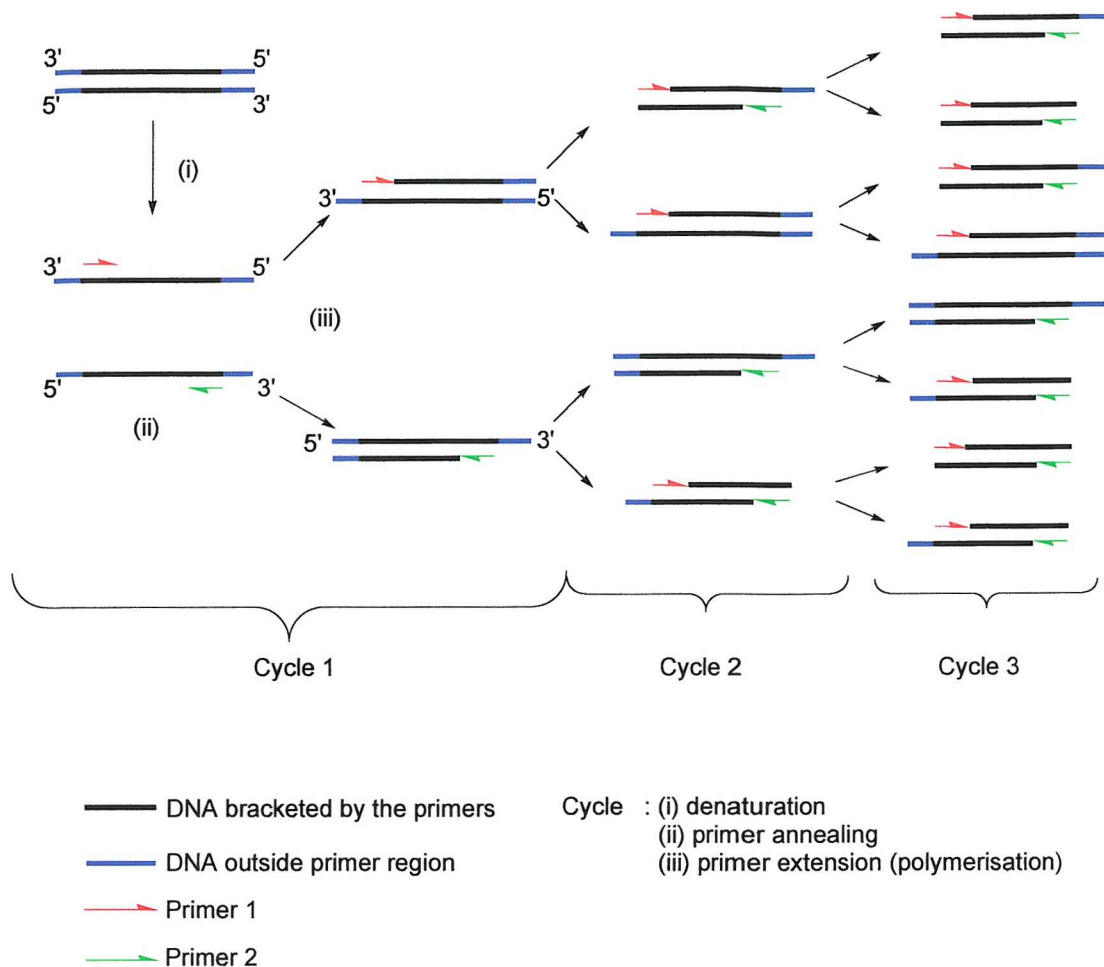 3' 5'
5' 3'
(i)
3' 5'
3' 5'
(iii)
5' 3'
(ii)
5' 3'
Cycle 1
Cycle 2
Cycle 3
DNA bracketed by the primers
DNA outside primer region
Primer 1
Primer 2
Cycle : (i) denaturation
(ii) primer annealing
(iii) primer extension (polymerisation)